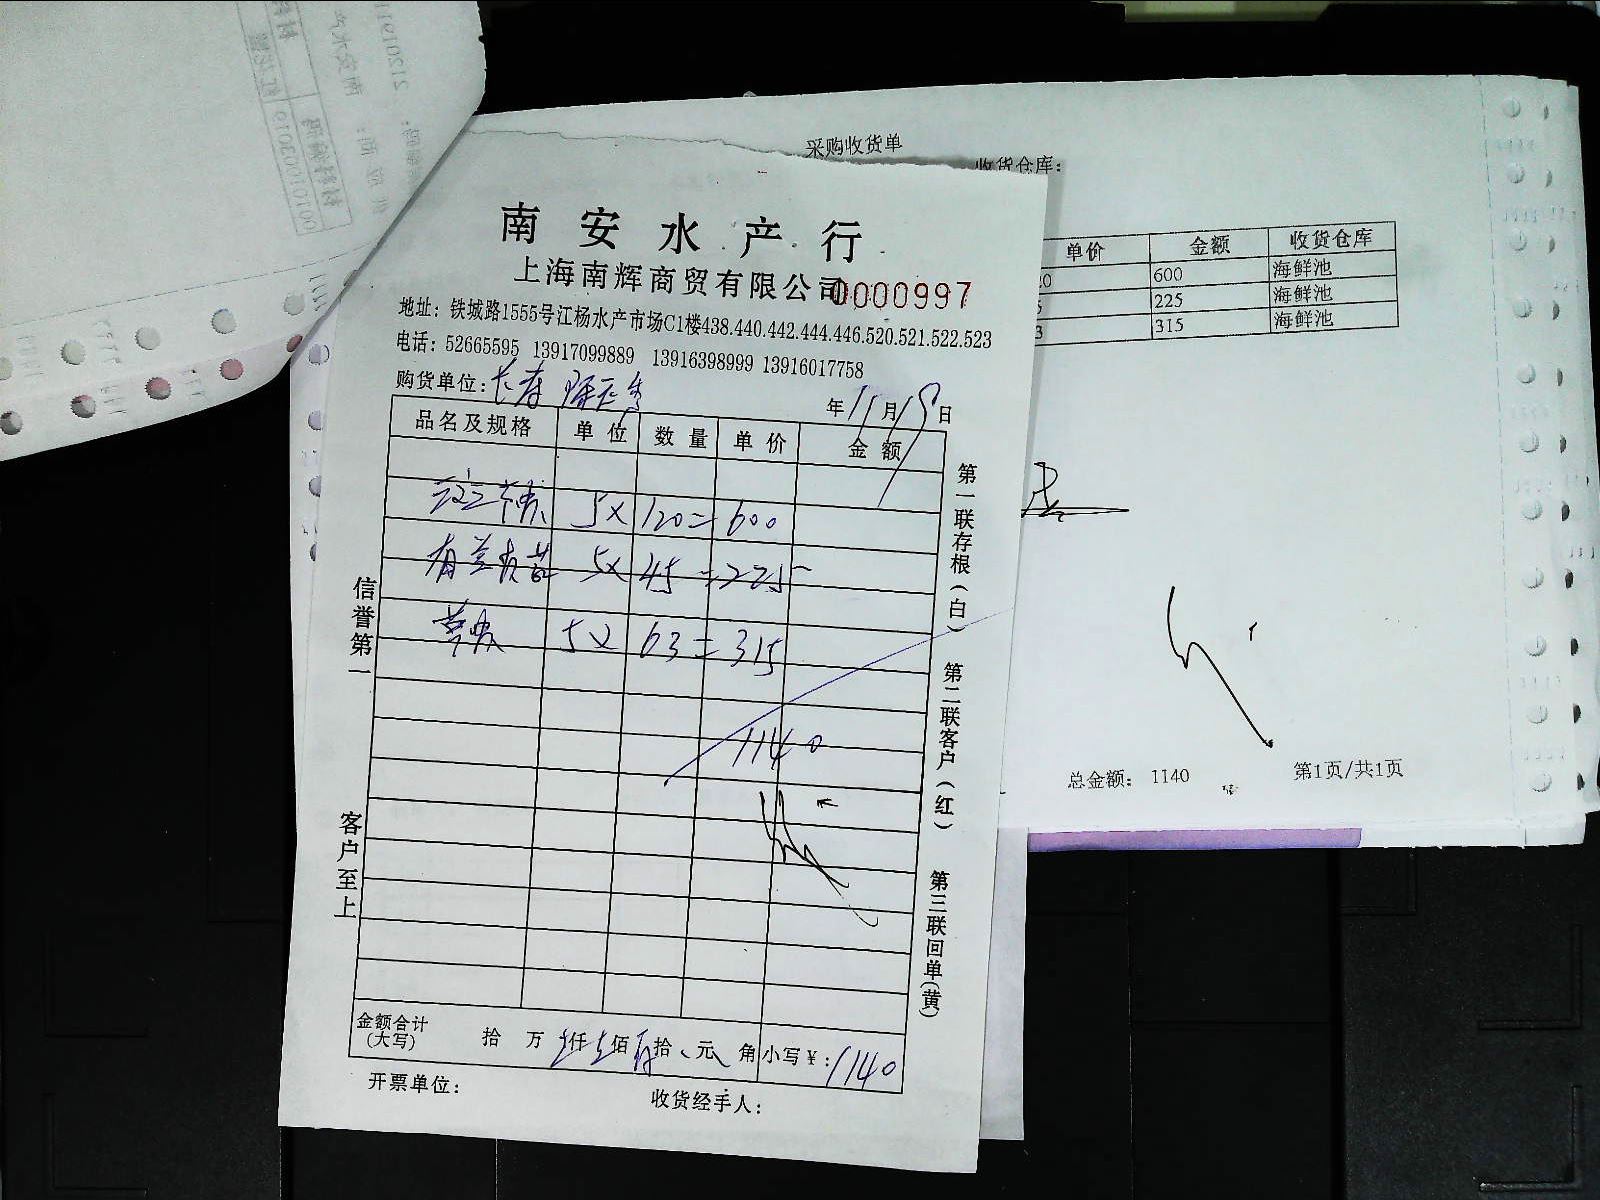 采购收货单
收货仓库：
南安水产行
上海南辉商贸有限公司
0000997
地址：铁城路1555号江杨水产市场C1楼438.440.442.444.446.520.521.522.523
电话：52665595 13917099889 13916398999 13916017758
购货单位：长寿
年11月19日
品名及规格 单位 数量 单价 金额
5×120=600
5×45=225
5×63=315
1140
金额合计（大写） 拾 万 仟 佰 拾 元 角 小写￥：1140
开票单位： 收货经手人：
信誉第一
客户至上
第一联存根（白） 第二联客户（红） 第三联回单（黄）
单价 金额 收货仓库
600 海鲜池
225 海鲜池
315 海鲜池
总金额： 1140 第1页/共1页